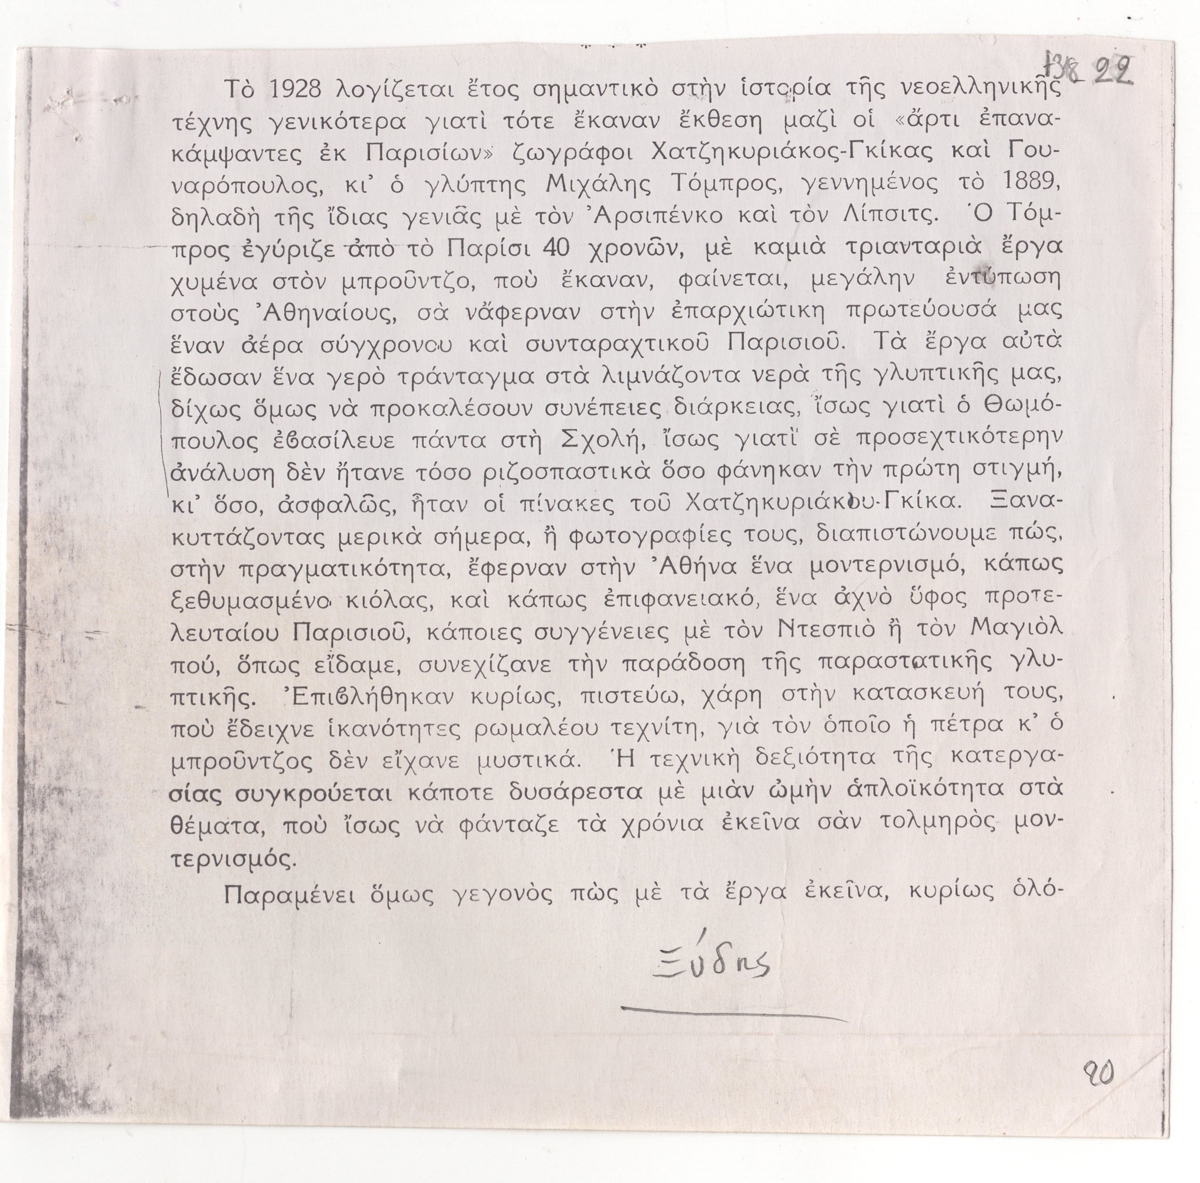 * * *
22
Τὸ 1928 λογίζεται ἔτος σημαντικὸ στὴν ἱστορία τῆς νεοελληνικῆς
τέχνης γενικότερα γιατὶ τότε ἔκαναν ἔκθεση μαζὶ οἱ «ἄρτι ἐπανα-
κάμψαντες ἐκ Παρισίων» ζωγράφοι Χατζηκυριάκος-Γκίκας καὶ Γου-
ναρόπουλος, κι' ὁ γλύπτης Μιχάλης Τόμπρος, γεννημένος τὸ 1889,
δηλαδὴ τῆς ἴδιας γενιᾶς μὲ τὸν Ἀρσιπένκο καὶ τὸν Λίπσιτς. Ὁ Τόμ-
προς ἐγύριζε ἀπὸ τὸ Παρίσι 40 χρονῶν, μὲ καμιὰ τριανταριὰ ἔργα
χυμένα στὸν μπροῦντζο, ποὺ ἔκαναν, φαίνεται, μεγάλην ἐντύπωση
στοὺς Ἀθηναίους, σὰ νἄφερναν στὴν ἐπαρχιώτικη πρωτεύουσά μας
ἕναν ἀέρα σύγχρονου καὶ συνταραχτικοῦ Παρισιοῦ. Τὰ ἔργα αὐτὰ
ἔδωσαν ἕνα γερὸ τράνταγμα στὰ λιμνάζοντα νερὰ τῆς γλυπτικῆς μας,
δίχως ὅμως νὰ προκαλέσουν συνέπειες διάρκειας, ἴσως γιατὶ ὁ Θωμό-
πουλος ἐβασίλευε πάντα στὴ Σχολή, ἴσως γιατὶ σὲ προσεχτικότερην
ἀνάλυση δὲν ἤτανε τόσο ριζοσπαστικὰ ὅσο φάνηκαν τὴν πρώτη στιγμή,
κι' ὅσο, ἀσφαλῶς, ἦταν οἱ πίνακες τοῦ Χατζηκυριάκου-Γκίκα. Ξανα-
κυττάζοντας μερικὰ σήμερα, ἢ φωτογραφίες τους, διαπιστώνουμε πώς,
στὴν πραγματικότητα, ἔφερναν στὴν Ἀθήνα ἕνα μοντερνισμό, κάπως
ξεθυμασμένο κιόλας, καὶ κάπως ἐπιφανειακό, ἕνα ἀχνὸ ὕφος προτε-
λευταίου Παρισιοῦ, κάποιες συγγένειες μὲ τὸν Ντεσπιὸ ἢ τὸν Μαγιὸλ
πού, ὅπως εἴδαμε, συνεχίζανε τὴν παράδοση τῆς παραστατικῆς γλυ-
πτικῆς. Ἐπιβλήθηκαν κυρίως, πιστεύω, χάρη στὴν κατασκευή τους,
ποὺ ἔδειχνε ἱκανότητες ρωμαλέου τεχνίτη, γιὰ τὸν ὁποῖο ἡ πέτρα κ' ὁ
μπροῦντζος δὲν εἴχανε μυστικά. Ἡ τεχνικὴ δεξιότητα τῆς κατεργα-
σίας συγκρούεται κάποτε δυσάρεστα μὲ μιὰν ὠμὴν ἁπλοϊκότητα στὰ
θέματα, ποὺ ἴσως νὰ φάνταζε τὰ χρόνια ἐκεῖνα σὰν τολμηρὸς μον-
τερνισμός.
Παραμένει ὅμως γεγονὸς πὼς μὲ τὰ ἔργα ἐκεῖνα, κυρίως ὁλό-
Ξύδης
20